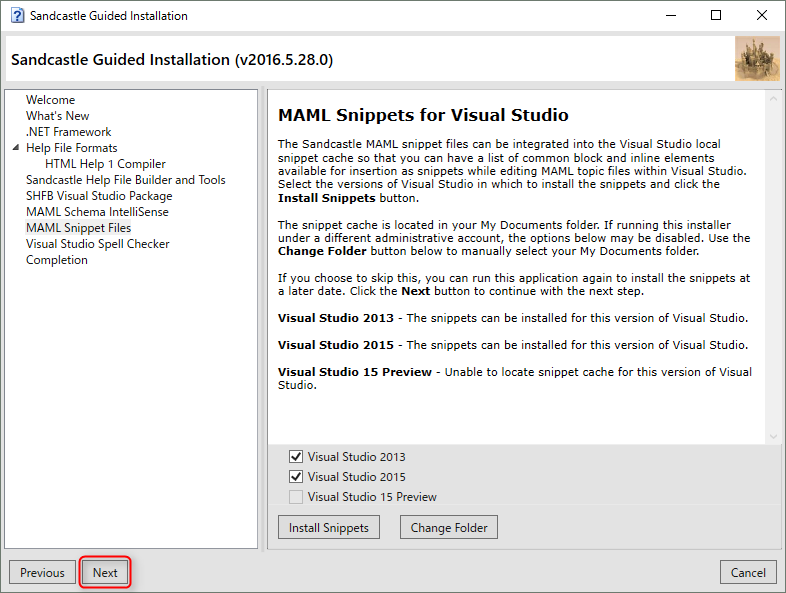 Sandcastle Guided Installation
Sandcastle Guided Installation (v2016.5.28.0)
Welcome
What's New
.NET Framework
Help File Formats
HTML Help 1 Compiler
Sandcastle Help File Builder and Tools
SHFB Visual Studio Package
MAML Schema IntelliSense
MAML Snippet Files
Visual Studio Spell Checker
Completion
MAML Snippets for Visual Studio
The Sandcastle MAML snippet files can be integrated into the Visual Studio local
snippet cache so that you can have a list of common block and inline elements
available for insertion as snippets while editing MAML topic files within Visual Studio.
Select the versions of Visual Studio in which to install the snippets and click the
Install Snippets button.
The snippet cache is located in your My Documents folder. If running this installer
under a different administrative account, the options below may be disabled. Use the
Change Folder button below to manually select your My Documents folder.
If you choose to skip this, you can run this application again to install the snippets at
a later date. Click the Next button to continue with the next step.
Visual Studio 2013 - The snippets can be installed for this version of Visual Studio.
Visual Studio 2015 - The snippets can be installed for this version of Visual Studio.
Visual Studio 15 Preview - Unable to locate snippet cache for this version of Visual
Studio.
Visual Studio 2013
Visual Studio 2015
Visual Studio 15 Preview
Install Snippets
Change Folder
Previous
Next
Cancel